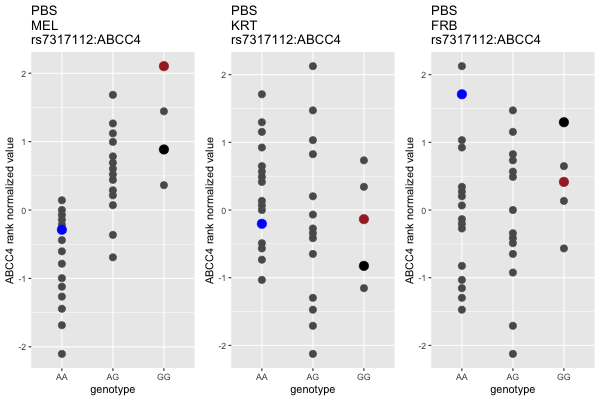 PBS
MEL
rs7317112:ABCC4
ABCC4 rank normalized value
2
1
0
-1
-2
AA
AG
GG
genotype
PBS
KRT
rs7317112:ABCC4
ABCC4 rank normalized value
2
1
0
-1
-2
AA
AG
GG
genotype
PBS
FRB
rs7317112:ABCC4
ABCC4 rank normalized value
2
1
0
-1
-2
AA
AG
GG
genotype